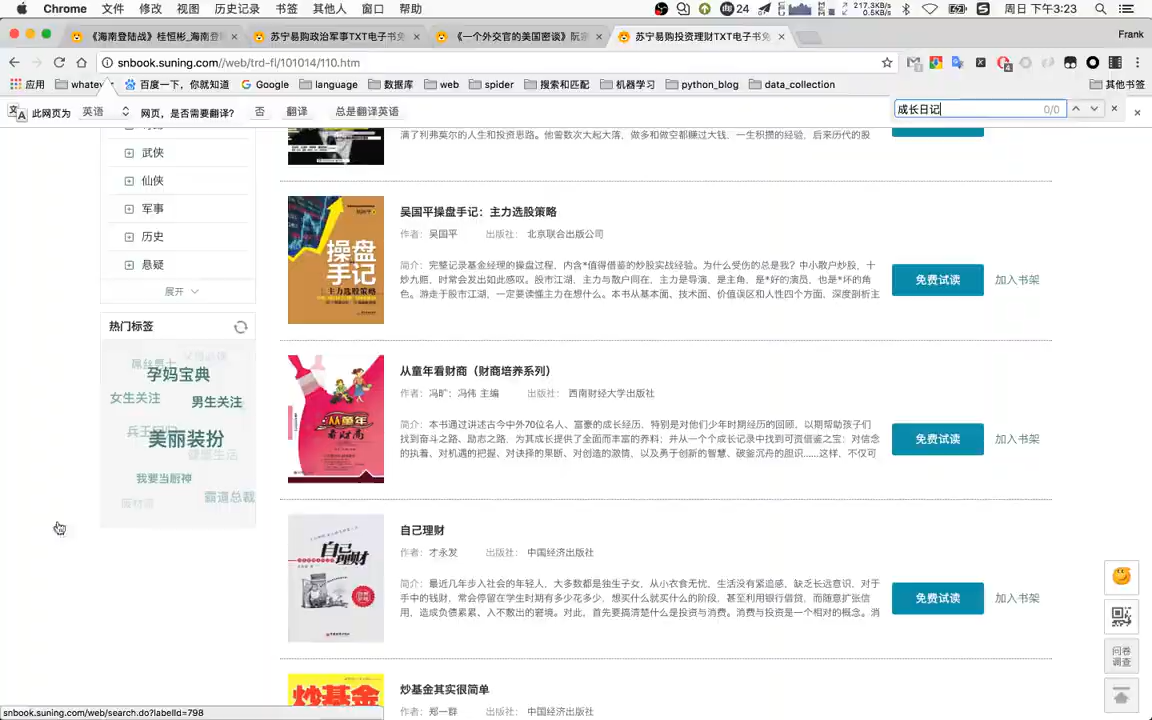 Chrome 文件 修改 视图 历史记录 书签 其他人 窗口 帮助 24 217.3KB/s 0.5KB/s 周日 下午3:23
《海南登陆战》桂恒彬_海南登 苏宁易购政治军事TXT电子书免 《一个外交官的美国密谈》阮宗 苏宁易购投资理财TXT电子书免 Frank
snbook.suning.com//web/trd-fl/101014/110.htm
应用 whatev 百度一下，你就知道 Google language 数据库 web spider 搜索和匹配 机器学习 python_blog data_collection 其他书签
此网页为 英语 网页，是否需要翻译？ 否 翻译 总是翻译英语 成长日记 0/0
满了利弗莫尔的人生和投资思路。他曾数次大起大落，做多和做空都赚过大钱，一生积攒的经验，后来历代的股
武侠
仙侠
军事
历史
悬疑
展开
热门标签
孕妈宝典
女生关注
男生关注
美丽装扮
我要当厨神
霸道总裁
操盘
手记
主力选股策略
吴国平操盘手记：主力选股策略
作者： 吴国平 出版社： 北京联合出版公司
简介： 完整记录基金经理的操盘过程，内含*值得借鉴的炒股实战经验。为什么受伤的总是我？中小散户炒股，十
炒九赔，时常会发出如此感叹。股市江湖，主力与散户同在，主力是导演，是主角，是*好的演员，也是*坏的角
色。游走于股市江湖，一定要读懂主力在想什么。本书从基本面、技术面、价值误区和人性四个方面，深度剖析主
免费试读 加入书架
从童年
看财商
从童年看财商（财商培养系列）
作者： 冯旷；冯伟 主编 出版社： 西南财经大学出版社
简介： 本书通过讲述古今中外70位名人、富豪的成长经历，特别是对他们少年时期经历的回顾，以期帮助孩子们
找到奋斗之路、励志之路，为其成长提供了全面而丰富的养料；并从一个个成长记录中找到可资借鉴之宝：对信念
的执着、对机遇的把握、对选择的果断、对创造的激情、以及勇于创新的智慧、破釜沉舟的胆识……这样，不仅可
免费试读 加入书架
自己理财
自己理财
作者： 才永发 出版社： 中国经济出版社
简介： 最近几年步入社会的年轻人，大多数都是独生子女，从小衣食无忧，生活没有紧迫感，缺乏长远意识，对于
手中的钱财，常会停留在学生时期有多少花多少，想买什么就买什么的阶段，甚至利用银行借贷，而随意扩张信
用，造成负债累累、入不敷出的窘境。对此，首先要搞清楚什么是投资与消费。消费与投资是一个相对的概念。消
免费试读 加入书架
炒基金
炒基金其实很简单
作者： 郑一群 出版社： 中国经济出版社
问卷
调查
snbook.suning.com/web/search.do?labelId=798